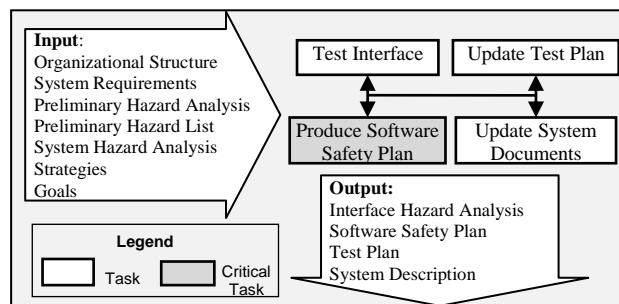 Input:
Organizational Structure
System Requirements
Preliminary Hazard Analysis
Preliminary Hazard List
System Hazard Analysis
Strategies
Goals
Test Interface
Update Test Plan
Produce Software
Safety Plan
Update System
Documents
Output:
Interface Hazard Analysis
Software Safety Plan
Test Plan
System Description
Legend
Task
Critical
Task